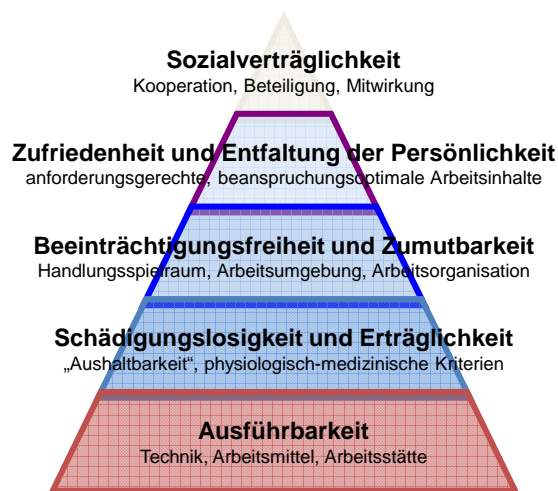 Sozialverträglichkeit
Kooperation, Beteiligung, Mitwirkung
Zufriedenheit und Entfaltung der Persönlichkeit
anforderungsgerechte, beanspruchungsoptimale Arbeitsinhalte
Beeinträchtigungsfreiheit und Zumutbarkeit
Handlungsspielraum, Arbeitsumgebung, Arbeitsorganisation
Schädigungslosigkeit und Erträglichkeit
„Aushaltbarkeit“, physiologisch-medizinische Kriterien
Ausführbarkeit
Technik, Arbeitsmittel, Arbeitsstätte